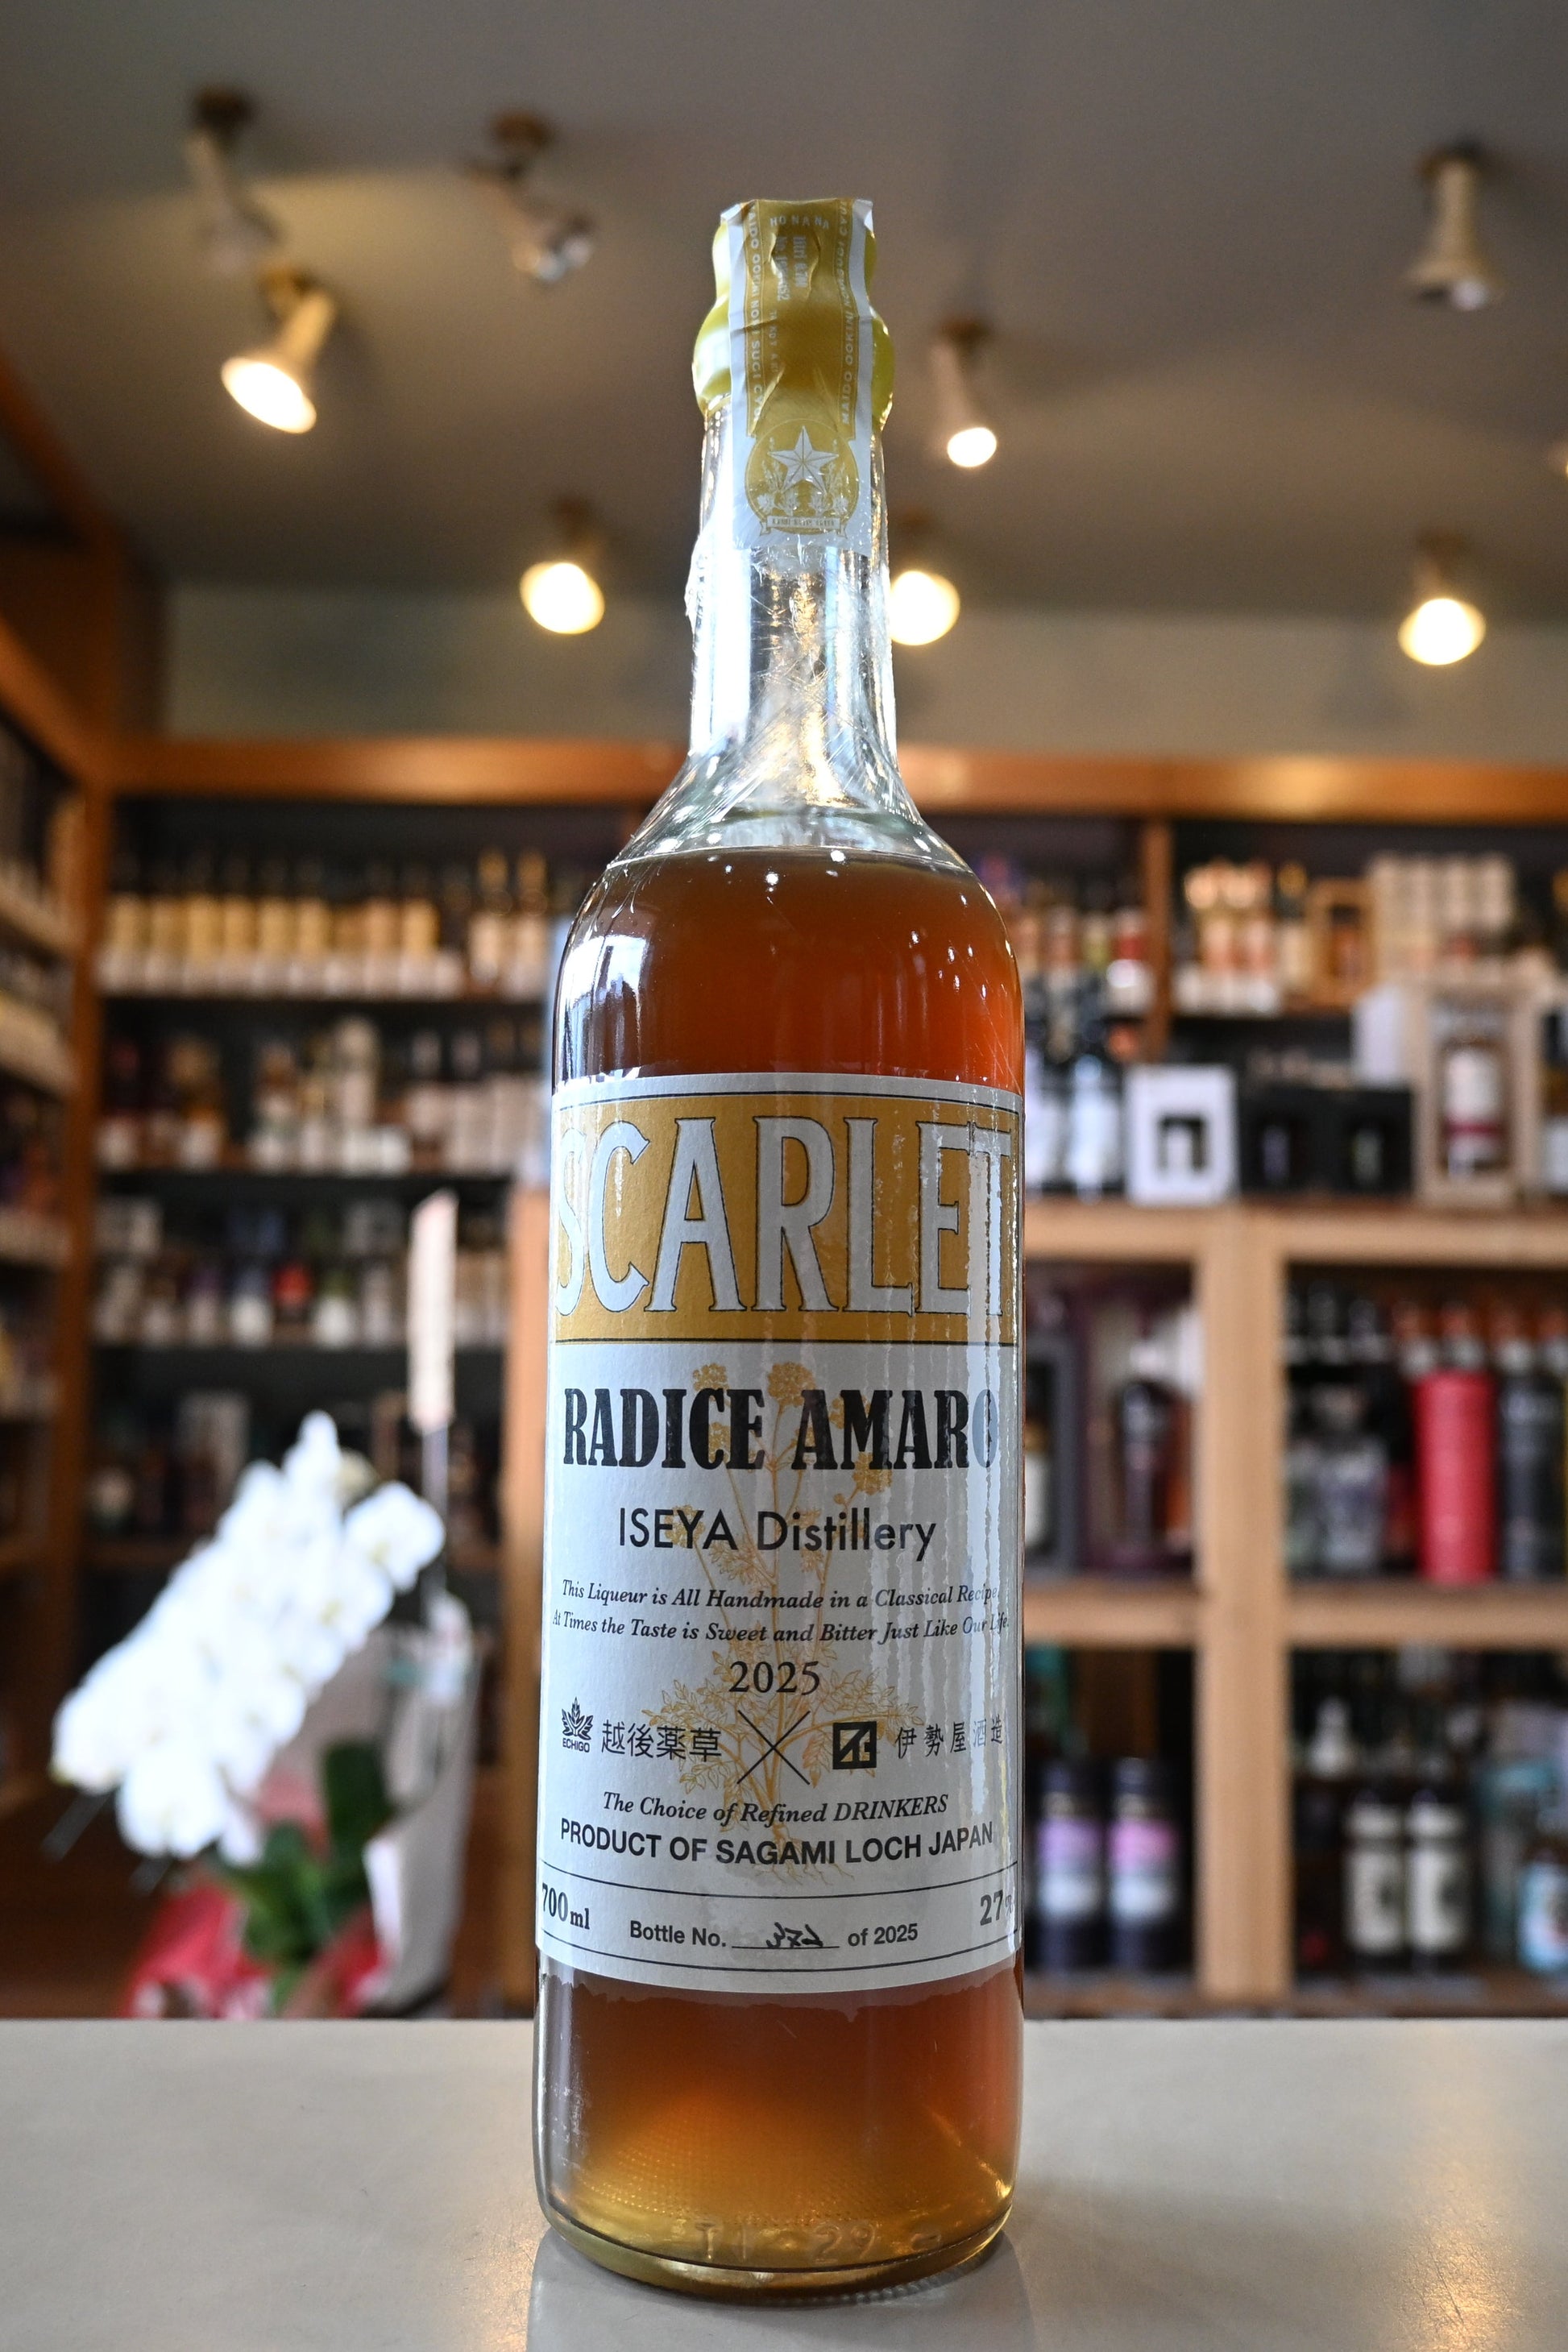 HONANA
SCARLET
RADICE AMARO
ISEYA Distillery
This Liqueur is All Handmade in a Classical Recipe.
At Times the Taste is Sweet and Bitter Just Like Our Life.
2025
ECHIGO 越後薬草 伊勢屋酒造
The Choice of Refined DRINKERS
PRODUCT OF SAGAMI LOCH JAPAN
700ml 27%
Bottle No. of 2025